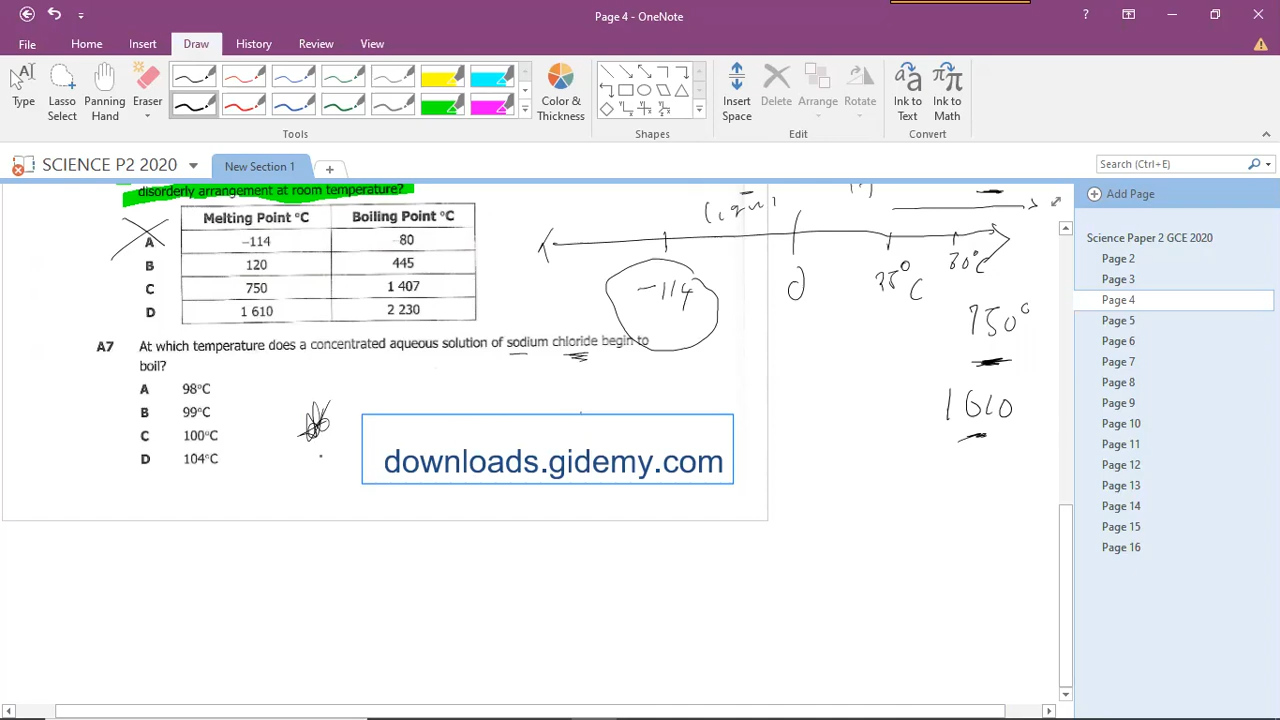 Page 4 - OneNote
?
File Home Insert Draw History Review View
Type
Lasso Select
Panning Hand
Eraser
Color & Thickness
Insert Space
Delete
Arrange
Rotate
Ink to Text
Ink to Math
Tools
Shapes
Edit
Convert
SCIENCE P2 2020
New Section 1
Search (Ctrl+E)
Add Page
Science Paper 2 GCE 2020
Page 2
Page 3
Page 4
Page 5
Page 6
Page 7
Page 8
Page 9
Page 10
Page 11
Page 12
Page 13
Page 14
Page 15
Page 16
disorderly arrangement at room temperature?
Melting Point °C Boiling Point °C
A –114 80
B 120 445
C 750 1 407
D 1 610 2 230
-114
0
750°
1610
A7 At which temperature does a concentrated aqueous solution of sodium chloride begin to
boil?
A 98°C
B 99°C
C 100°C
D 104°C
downloads.gidemy.com